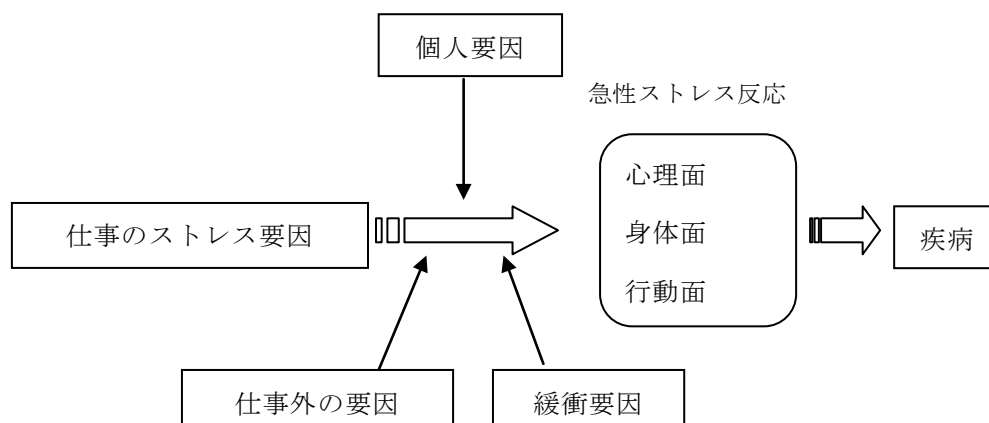 個人要因
急性ストレス反応
心理面
仕事のストレス要因
身体面
疾病
行動面
仕事外の要因
緩衝要因